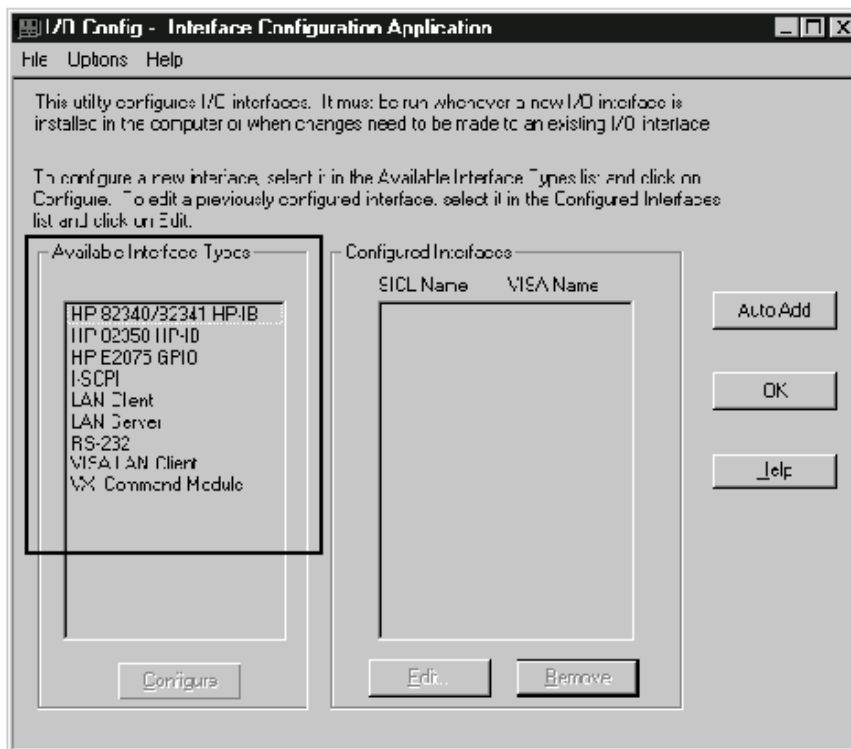 I/O Config - Interface Configuration Application
File Options Help
This utility configures I/O interfaces. It must be run whenever a new I/O interface is
installed in the computer or when changes need to be made to an existing I/O interface
To configure a new interface, select it in the Available Interface Types list and click on
Configure. To edit a previously configured interface, select it in the Configured Interfaces
list and click on Edit.
Available Interface Types
Configured Interfaces
SICL Name VISA Name
HP 82340/82341 HP-IB
HP 82350 HP-IB
HP E2075 GPIO
I-SCPI
LAN Client
LAN Server
RS-232
VISA LAN Client
VXI Command Module
Auto Add
OK
Help
Configure
Edit...
Remove